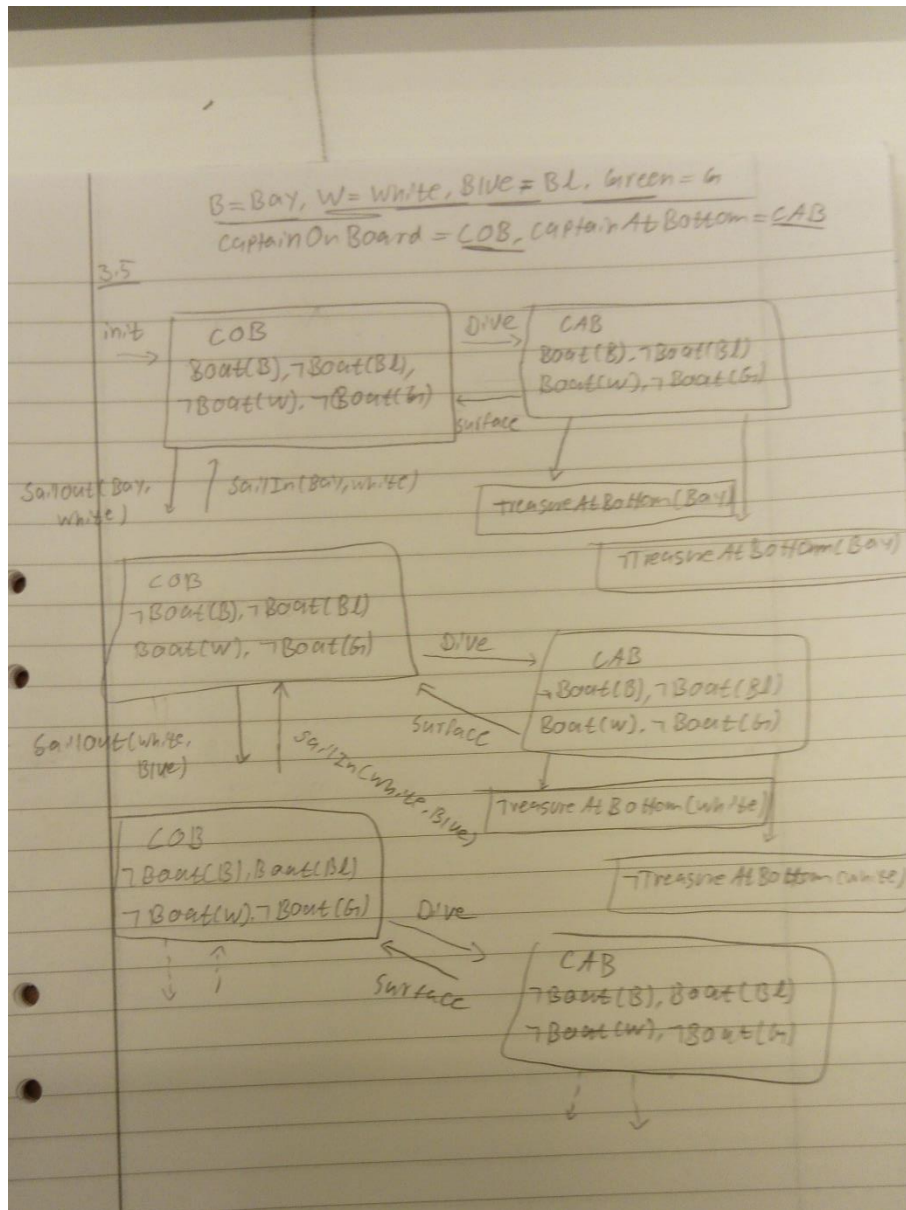 B=Bay, W=White, Blue=Bl, Green=G
CaptainOnBoard=COB, CaptainAtBottom=CAB
3.5
init
COB
Boat(B), ¬Boat(Bl),
¬Boat(W), ¬Boat(G)
Dive
Surface
CAB
Boat(B), ¬Boat(Bl)
Boat(W), ¬Boat(G)
SailOut(Bay,
White)
SailIn(Bay, White)
TreasureAtBottom(Bay)
¬TreasureAtBottom(Bay)
COB
¬Boat(B), ¬Boat(Bl)
Boat(W), ¬Boat(G)
Dive
Surface
CAB
¬Boat(B), ¬Boat(Bl)
Boat(W), ¬Boat(G)
SailOut(White,
Blue)
SailIn(White, Blue)
TreasureAtBottom(White)
¬TreasureAtBottom(White)
COB
¬Boat(B), Boat(Bl)
¬Boat(W), ¬Boat(G)
Dive
Surface
CAB
¬Boat(B), Boat(Bl)
¬Boat(W), ¬Boat(G)